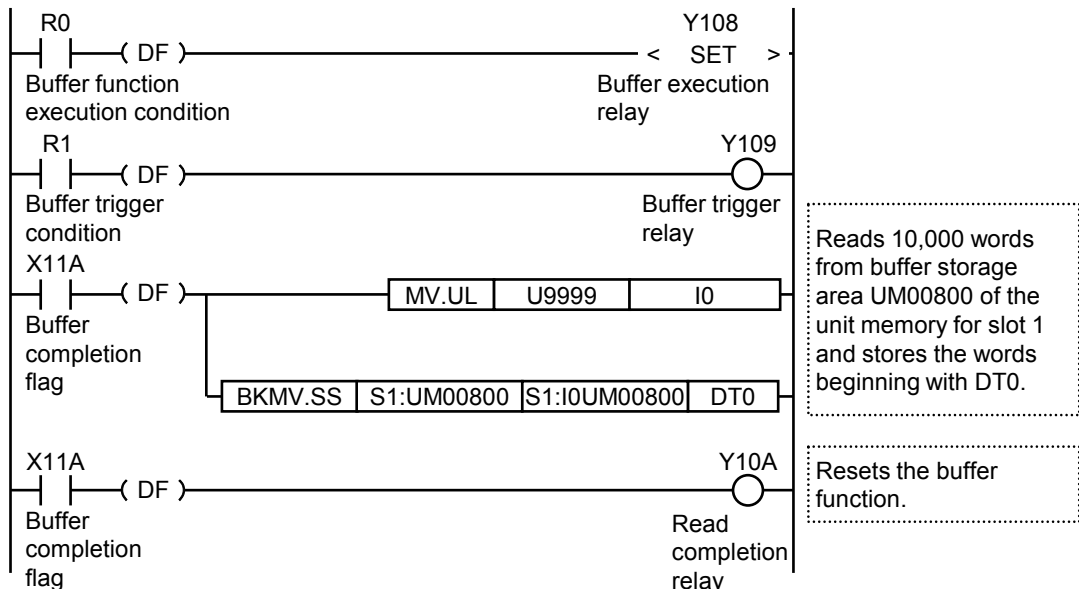 R0 Y108
( DF ) < SET >
Buffer function Buffer execution
execution condition relay
R1 Y109
( DF )
Buffer trigger Buffer trigger
condition relay
X11A
( DF ) MV.UL U9999 I0
Buffer
completion
flag
BKMV.SS S1:UM00800 S1:I0UM00800 DT0
Reads 10,000 words
from buffer storage
area UM00800 of the
unit memory for slot 1
and stores the words
beginning with DT0.
X11A Y10A
( DF )
Buffer Read
completion completion
flag relay
Resets the buffer
function.